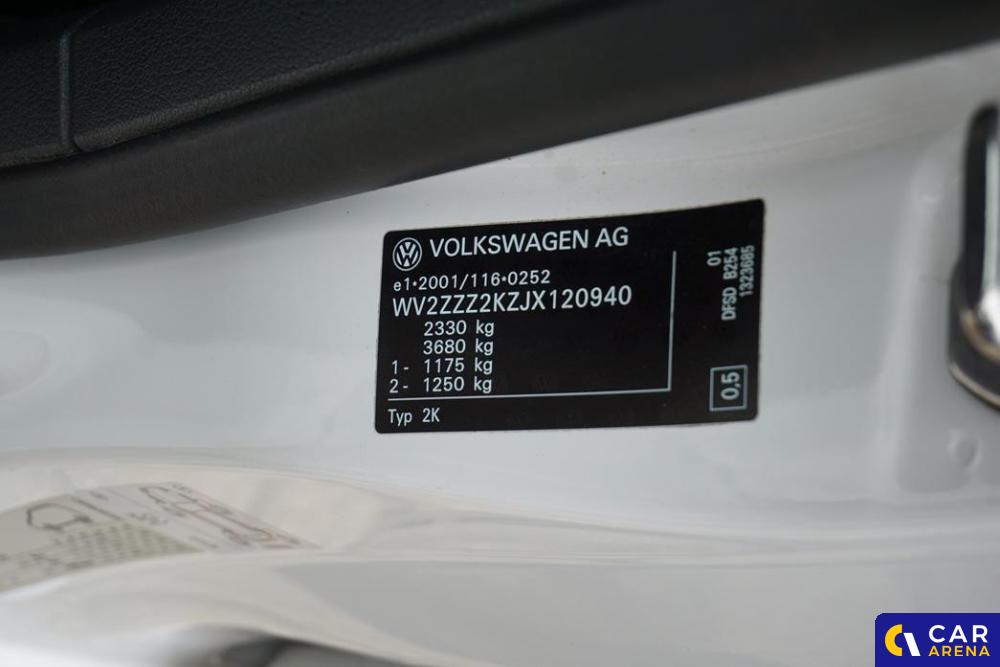 VOLKSWAGEN AG
e1•2001/116•0252
WV2ZZZ2KZJX120940
2330 kg
3680 kg
1- 1175 kg
2- 1250 kg
Typ 2K
01
DFSD B254
1323685
0,5
CAR
ARENA